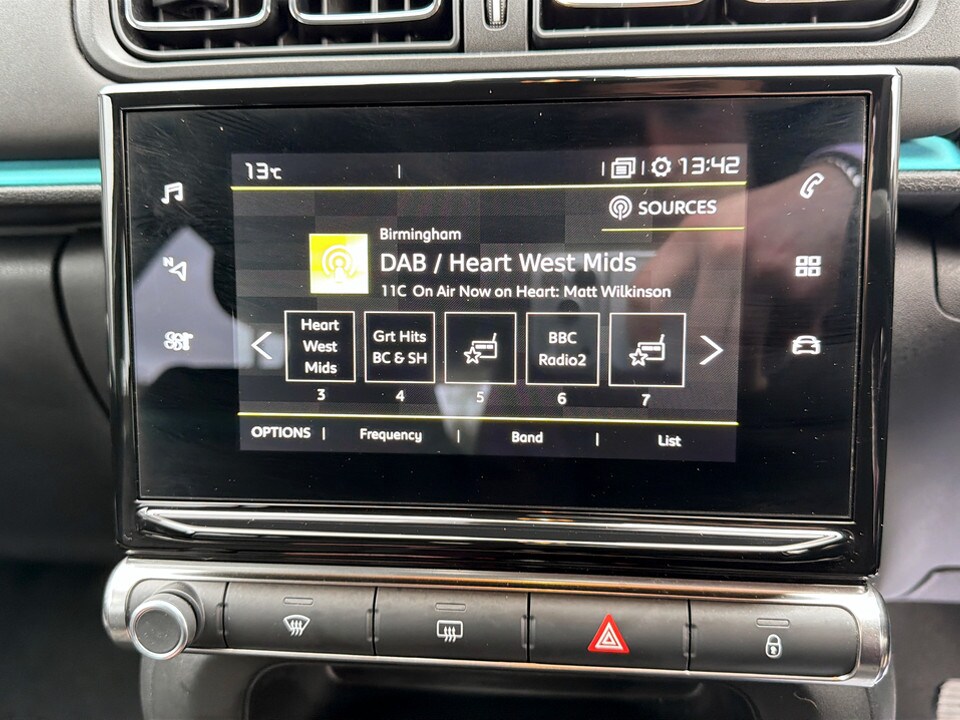 13°C
13:42
SOURCES
Birmingham
DAB / Heart West Mids
11C On Air Now on Heart: Matt Wilkinson
Heart
West
Mids
Grt Hits
BC & SH
BBC
Radio2
3
4
5
6
7
OPTIONS | Frequency | Band | List
N